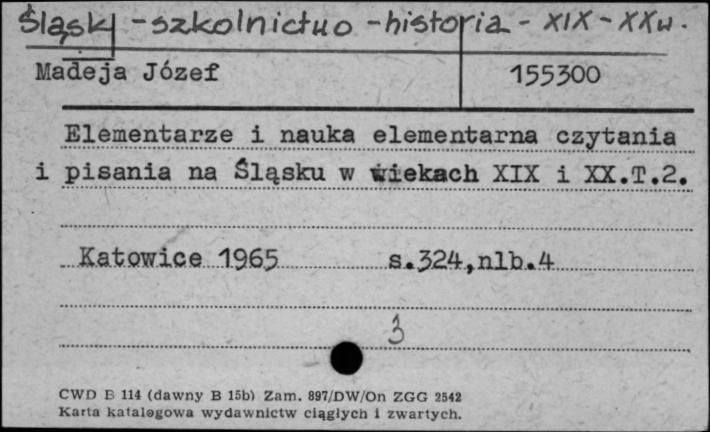 Śląsk - szkolnictwo - historia - XIX - XX w.
Madeja Józef 155300
Elementarze i nauka elementarna czytania
i pisania na Śląsku w wiekach XIX i XX.T.2.
Katowice 1965 s.324,nlb.4
3
CWD B 114 (dawny B 15b) Zam. 897/DW/On ZGG 2542
Karta katalogowa wydawnictw ciągłych i zwartych.